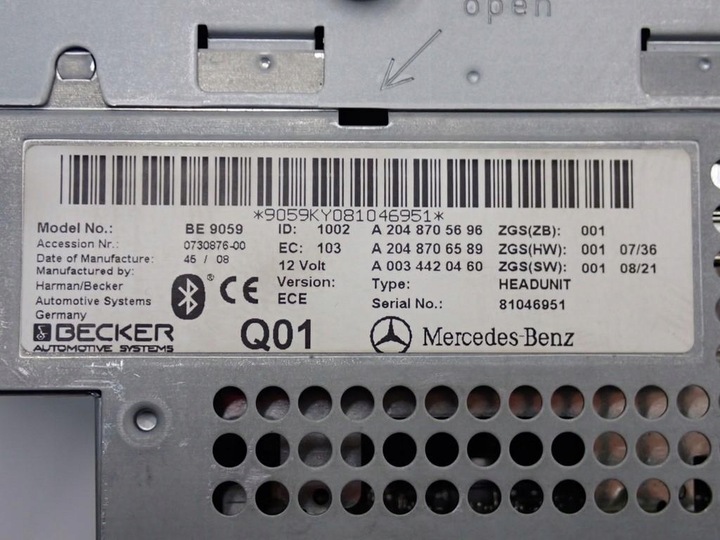 open
*9059KY081046951*
Model No.: BE 9059 ID: 1002 A 204 870 56 96 ZGS(ZB): 001
Accession Nr.: 0730876-00 EC: 103 A 204 870 65 89 ZGS(HW): 001 07/36
Date of Manufacture: 45 / 08 12 Volt A 003 442 04 60 ZGS(SW): 001 08/21
Manufactured by: Version: Type: HEADUNIT
Harman/Becker ECE Serial No.: 81046951
Automotive Systems
Germany
CE
BECKER Q01 Mercedes-Benz
AUTOMOTIVE SYSTEMS